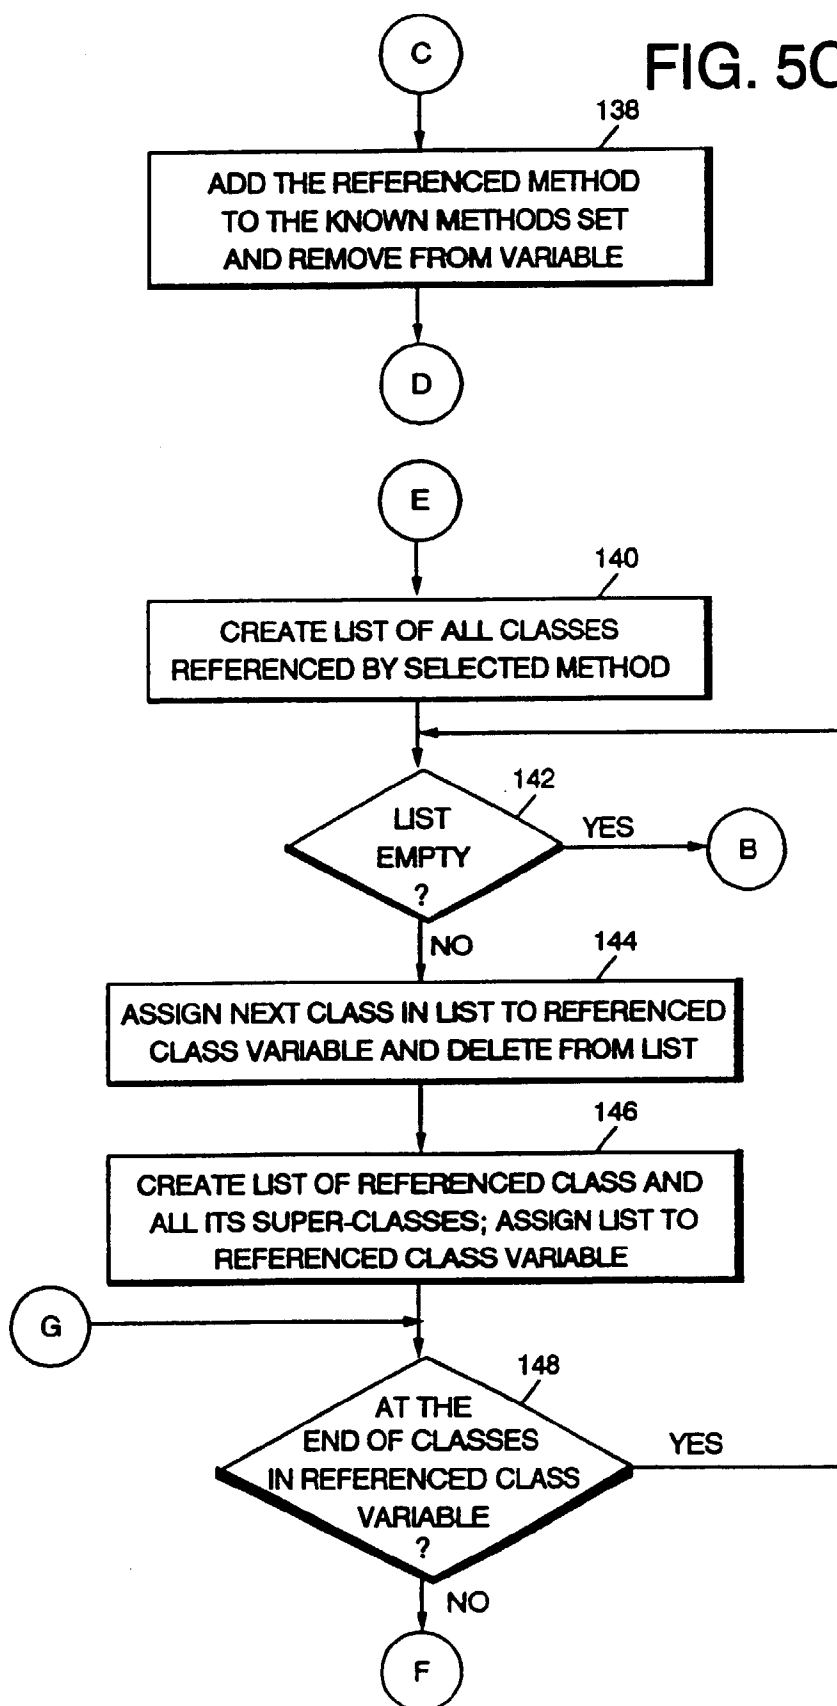 C
FIG. 5C
138
ADD THE REFERENCED METHOD
TO THE KNOWN METHODS SET
AND REMOVE FROM VARIABLE
D
E
140
CREATE LIST OF ALL CLASSES
REFERENCED BY SELECTED METHOD
142
LIST
EMPTY
?
YES
B
NO
144
ASSIGN NEXT CLASS IN LIST TO REFERENCED
CLASS VARIABLE AND DELETE FROM LIST
146
CREATE LIST OF REFERENCED CLASS AND
ALL ITS SUPER-CLASSES; ASSIGN LIST TO
REFERENCED CLASS VARIABLE
G
148
AT THE
END OF CLASSES
IN REFERENCED CLASS
VARIABLE
?
YES
NO
F